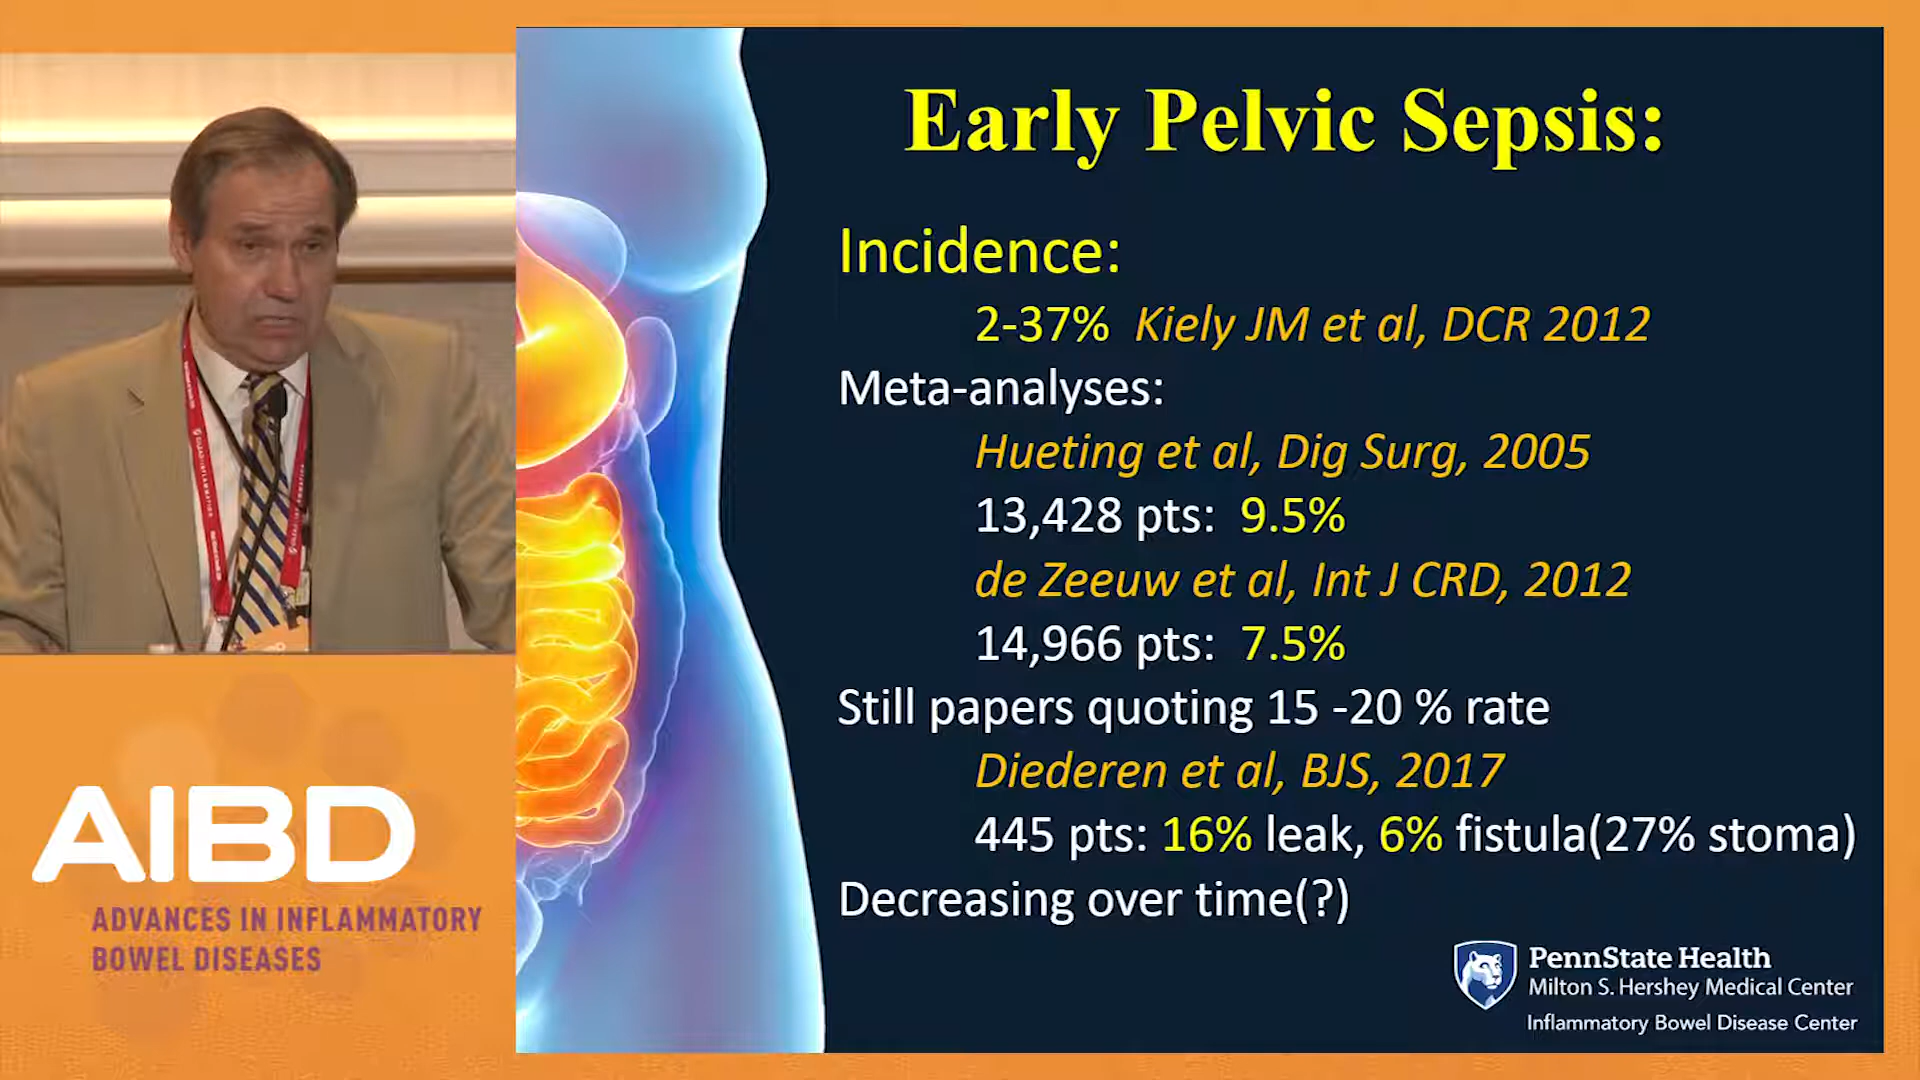 Early Pelvic Sepsis:
Incidence:
2-37% Kiely JM et al, DCR 2012
Meta-analyses:
Hueting et al, Dig Surg, 2005
13,428 pts: 9.5%
de Zeeuw et al, Int J CRD, 2012
14,966 pts: 7.5%
Still papers quoting 15 -20 % rate
Diederen et al, BJS, 2017
445 pts: 16% leak, 6% fistula(27% stoma)
Decreasing over time(?)
PennState Health
Milton S. Hershey Medical Center
Inflammatory Bowel Disease Center
AIBD
ADVANCES IN INFLAMMATORY
BOWEL DISEASES